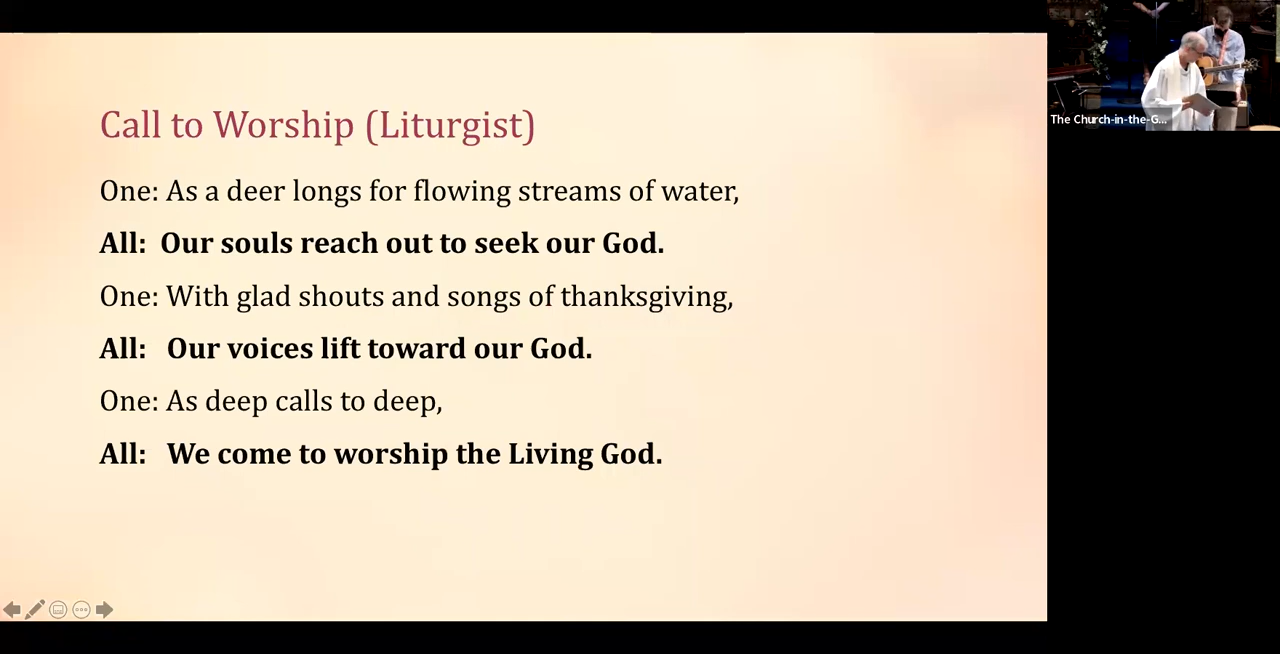 Call to Worship (Liturgist)
One: As a deer longs for flowing streams of water,
All: Our souls reach out to seek our God.
One: With glad shouts and songs of thanksgiving,
All: Our voices lift toward our God.
One: As deep calls to deep,
All: We come to worship the Living God.
The Church-in-the-G...